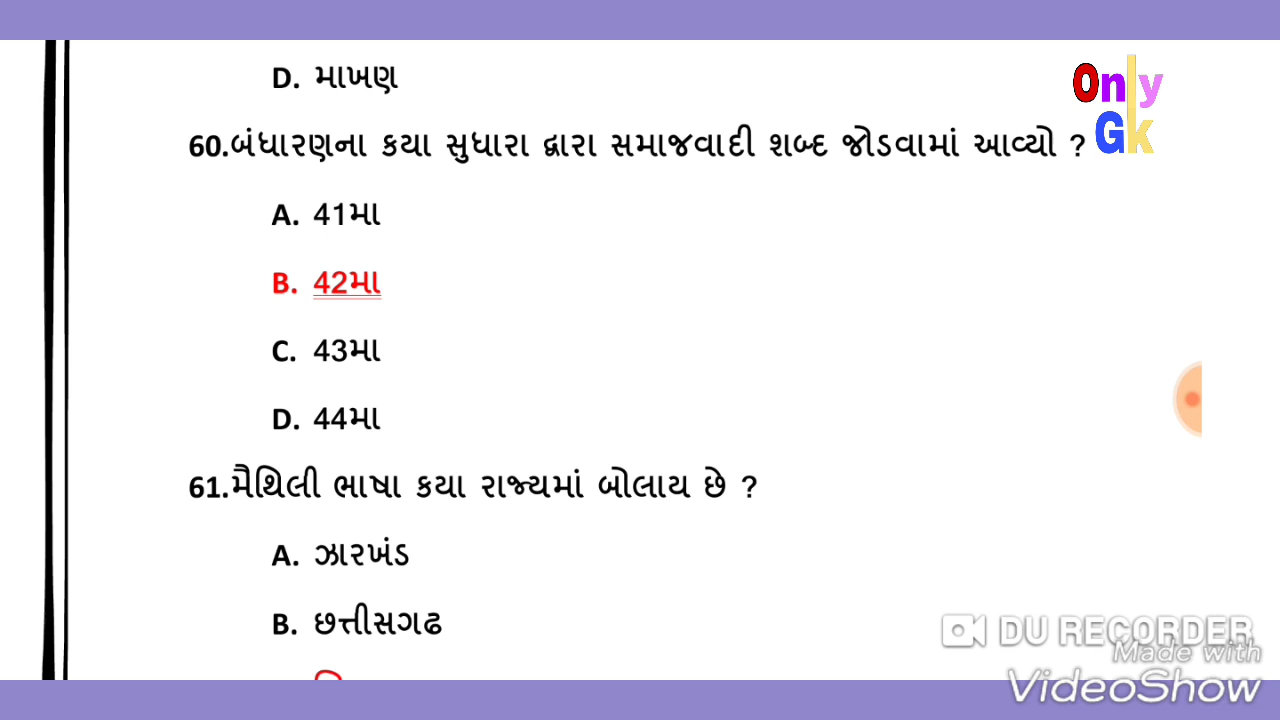 D. માખણ
Only
Gk
60.બંધારણના કયા સુધારા દ્વારા સમાજવાદી શબ્દ જોડવામાં આવ્યો ?
A. 41મા
B. 42મા
C. 43મા
D. 44મા
61.મૈથિલી ભાષા કયા રાજ્યમાં બોલાય છે ?
A. ઝારખંડ
B. છત્તીસગઢ
DU RECORDER
Made with
VideoShow